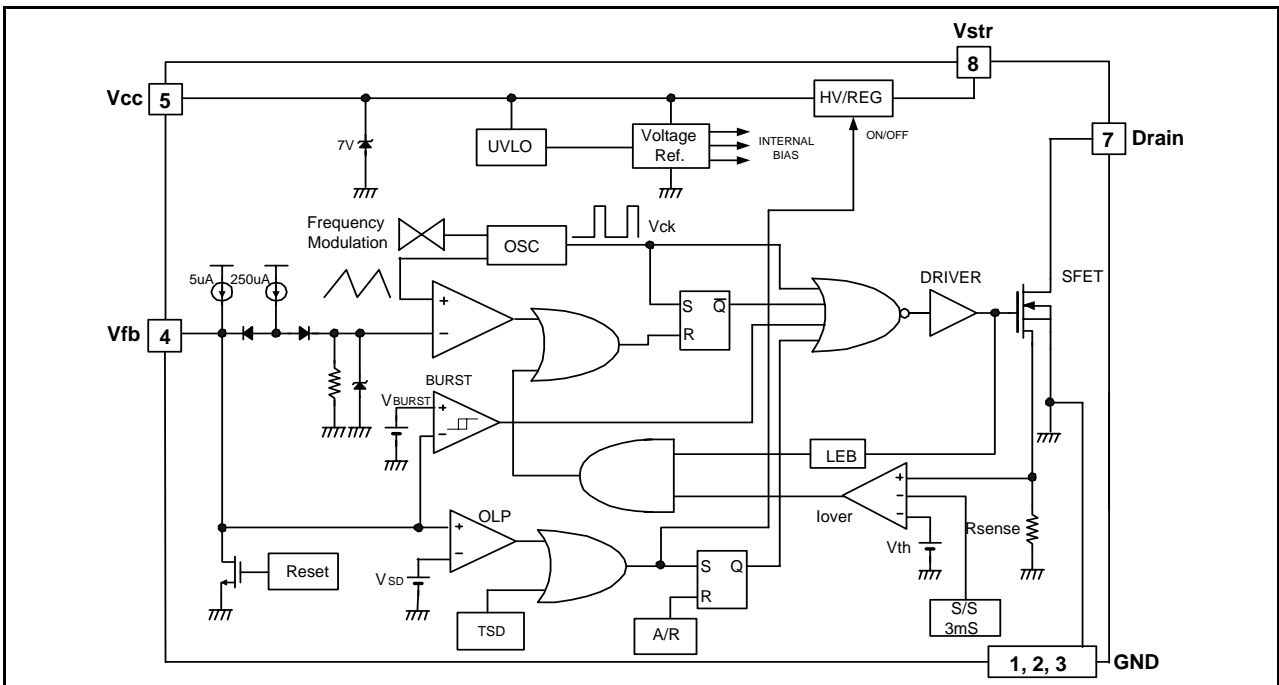 Vstr
8
Vcc
5
HV/REG
7V
UVLO
Voltage
Ref.
INTERNAL
BIAS
ON/OFF
7
Drain
Frequency
Modulation
OSC
Vck
5uA
250uA
DRIVER
SFET
+
−
S
Q
R
Vfb
4
BURST
VBURST
+
−
LEB
+
−
−
Iover
Rsense
Vth
OLP
+
−
VSD
Reset
TSD
S
Q
R
A/R
S/S
3mS
1, 2, 3
GND